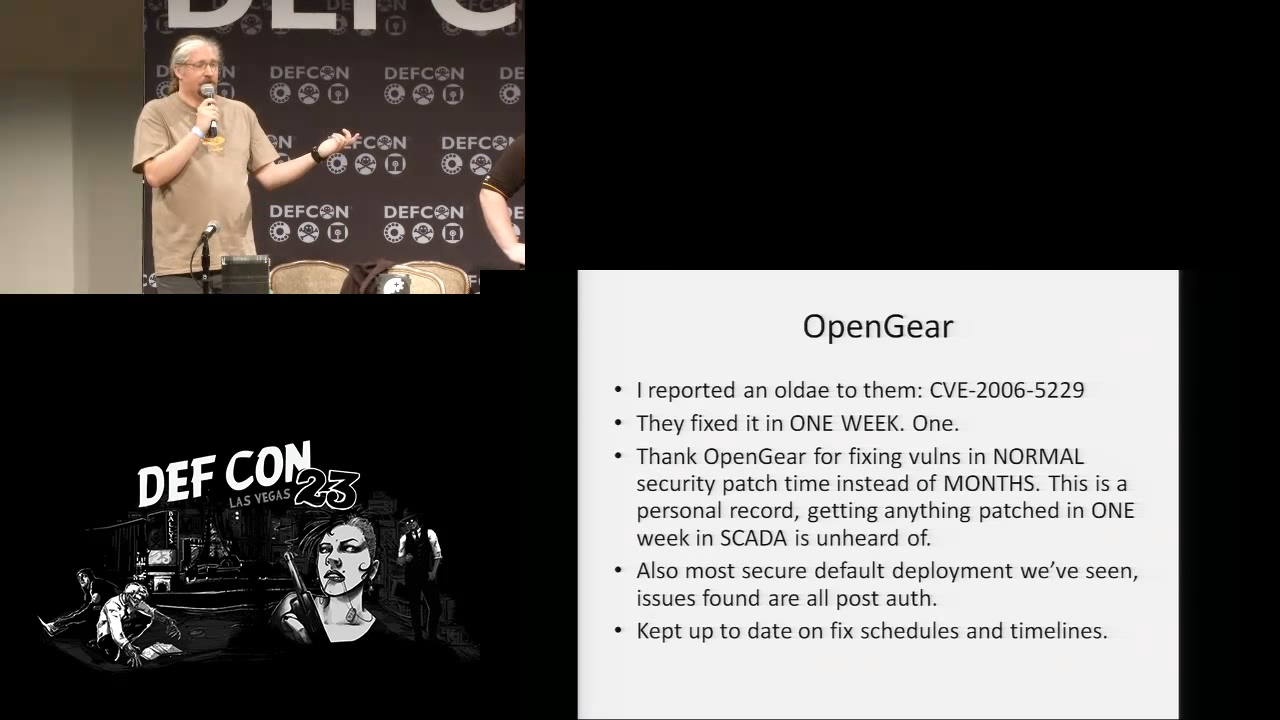 DEFC
DEFCON DEFCON DEFCON DE
DEFCON DEFCON
DEFCON DEFCON
OpenGear
• I reported an oldae to them: CVE-2006-5229
• They fixed it in ONE WEEK. One.
• Thank OpenGear for fixing vulns in NORMAL
security patch time instead of MONTHS. This is a
personal record, getting anything patched in ONE
week in SCADA is unheard of.
• Also most secure default deployment we’ve seen,
issues found are all post auth.
• Kept up to date on fix schedules and timelines.
DEF CON
LAS VEGAS 23
BALLYS